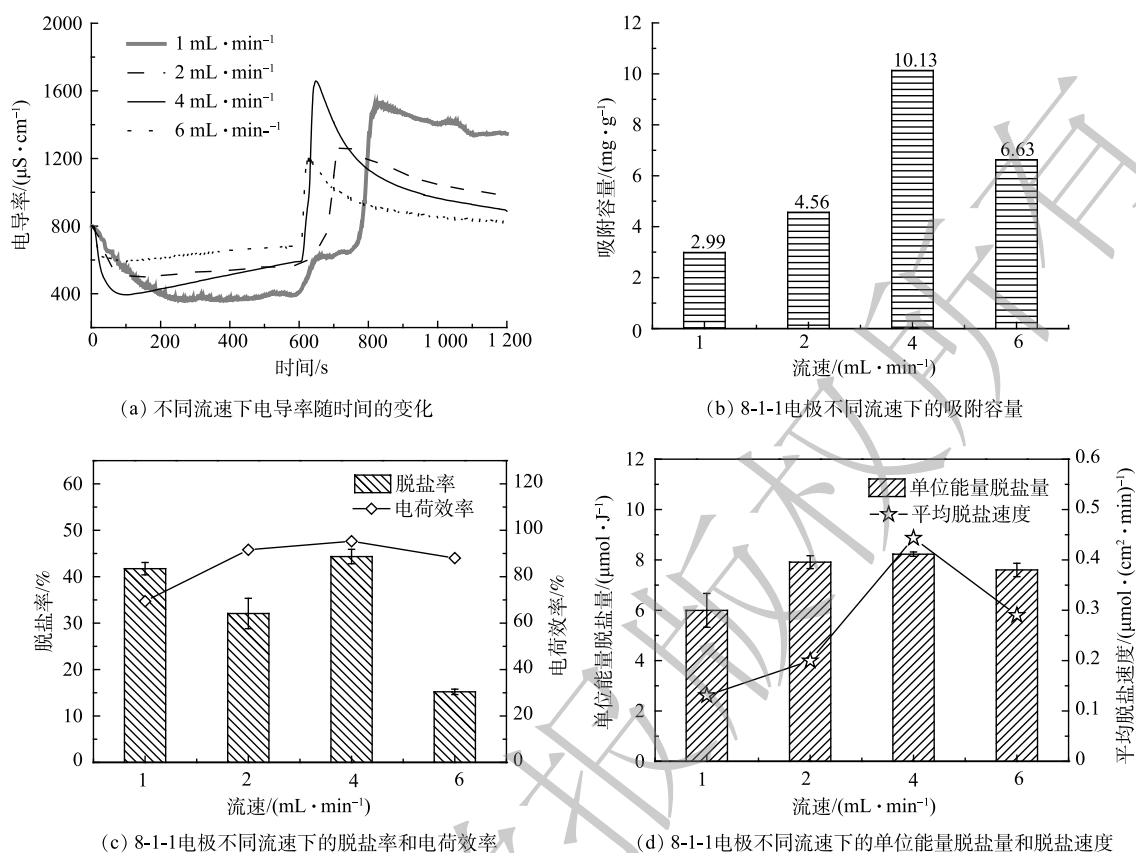 2000
1600
1200
800
400
电导率/(μS·cm⁻¹)
1 mL·min⁻¹
2 mL·min⁻¹
4 mL·min⁻¹
6 mL·min-⁻¹
0 200 400 600 800 1 000 1 200
时间/s
(a) 不同流速下电导率随时间的变化
12
10
8
6
4
2
0
吸附容量/(mg·g⁻¹)
2.99
4.56
10.13
6.63
1 2 4 6
流速/(mL·min⁻¹)
(b) 8-1-1电极不同流速下的吸附容量
60
50
40
30
20
10
0
脱盐率/%
脱盐率
电荷效率
120
100
80
60
40
20
0
电荷效率/%
1 2 4 6
流速/(mL·min⁻¹)
(c) 8-1-1电极不同流速下的脱盐率和电荷效率
12
10
8
6
4
2
0
单位能量脱盐量/(μmol·J⁻¹)
单位能量脱盐量
平均脱盐速度
0.6
0.5
0.4
0.3
0.2
0.1
0
平均脱盐速度/(μmol·(cm²·min)⁻¹)
1 2 4 6
流速/(mL·min⁻¹)
(d) 8-1-1电极不同流速下的单位能量脱盐量和脱盐速度
报版权所有